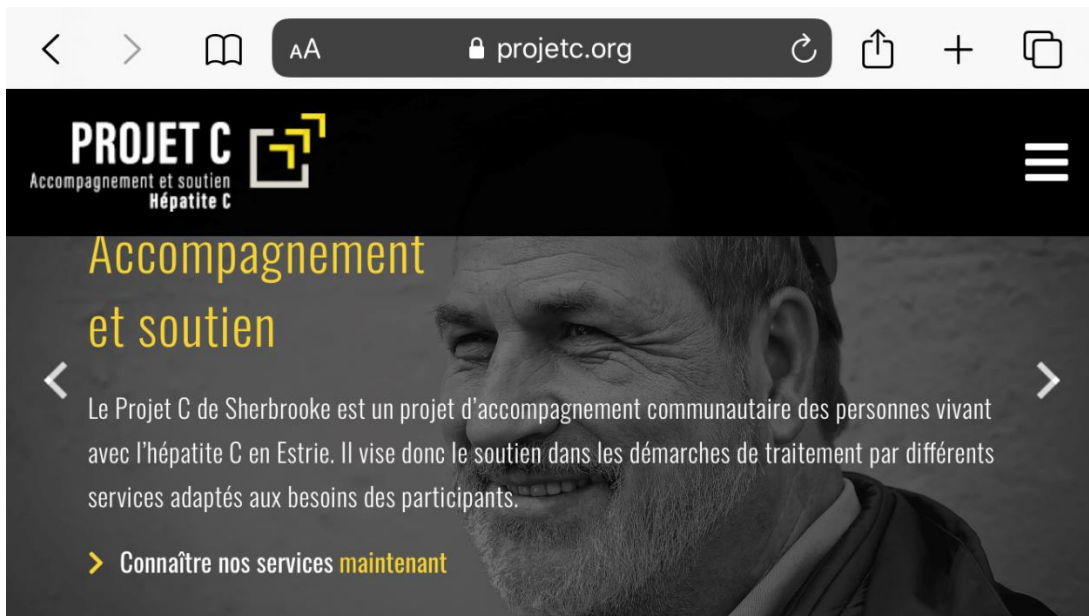 AA
projetc.org
PROJET C
Accompagnement et soutien
Hépatite C
Accompagnement
et soutien
Le Projet C de Sherbrooke est un projet d’accompagnement communautaire des personnes vivant
avec l’hépatite C en Estrie. Il vise donc le soutien dans les démarches de traitement par différents
services adaptés aux besoins des participants.
Connaître nos services maintenant